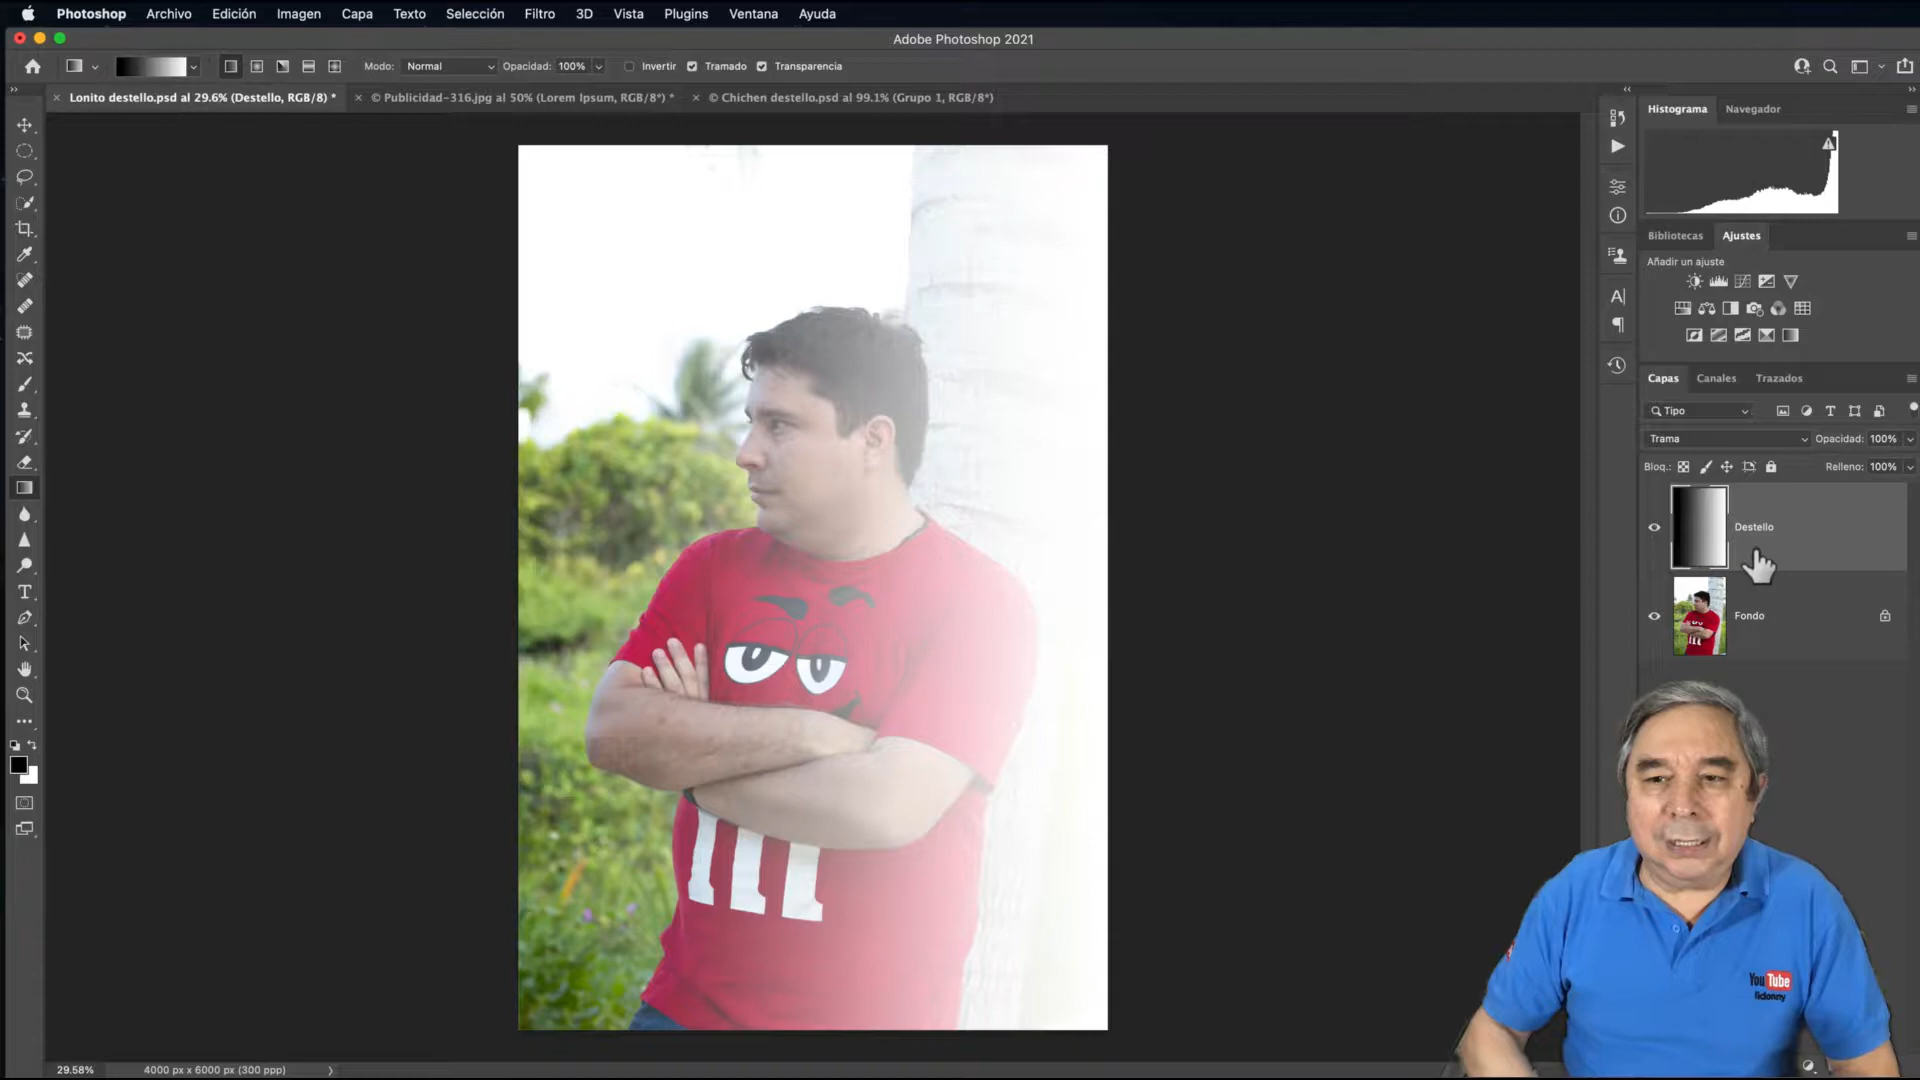 Photoshop Archivo Edición Imagen Capa Texto Selección Filtro 3D Vista Plugins Ventana Ayuda
Adobe Photoshop 2021
Modo: Normal Opacidad: 100% Invertir Tramado Transparencia
Lonito destello.psd al 29.6% (Destello, RGB/8) * © Publicidad-316.jpg al 50% (Lorem Ipsum, RGB/8*) * © Chichen destello.psd al 99.1% (Grupo 1, RGB/8*)
Histograma Navegador
Bibliotecas Ajustes
Añadir un ajuste
Capas Canales Trazados
Tipo
Trama Opacidad: 100%
Bloq.: Relleno: 100%
Destello
Fondo
YouTube
fidonny
29.58% 4000 px x 6000 px (300 ppp)